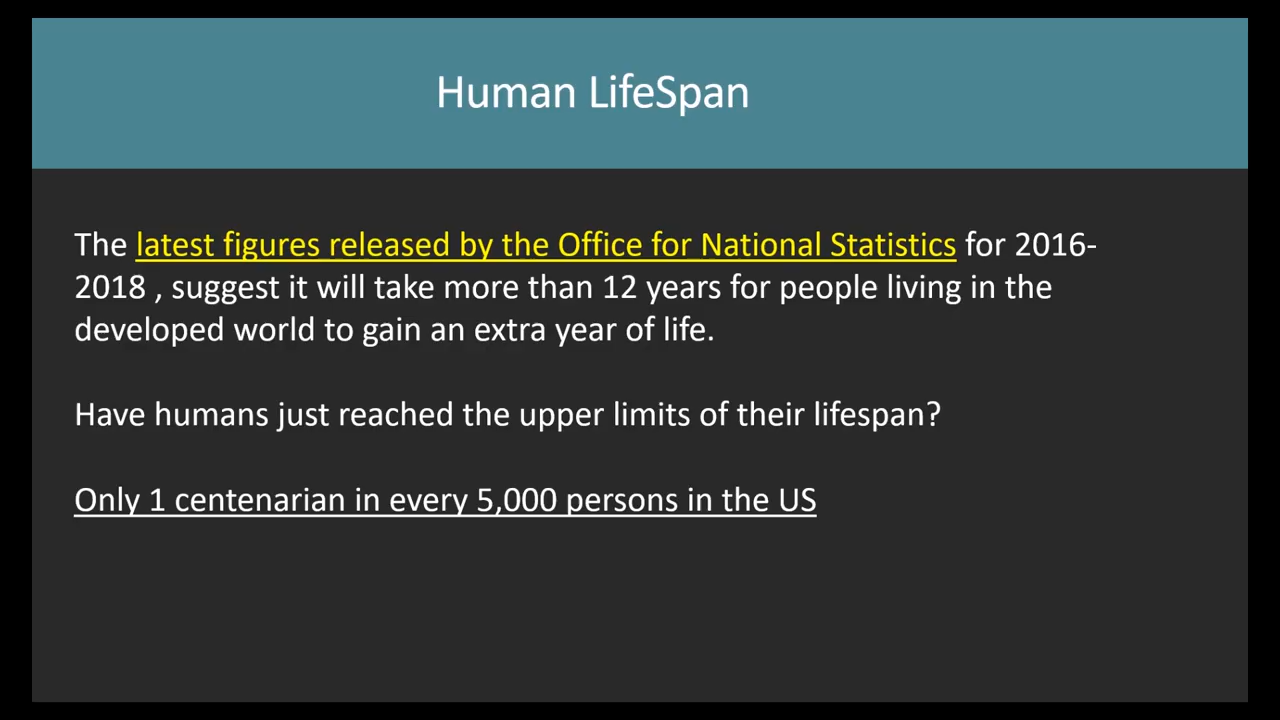 Human LifeSpan
The latest figures released by the Office for National Statistics for 2016-
2018 , suggest it will take more than 12 years for people living in the
developed world to gain an extra year of life.
Have humans just reached the upper limits of their lifespan?
Only 1 centenarian in every 5,000 persons in the US